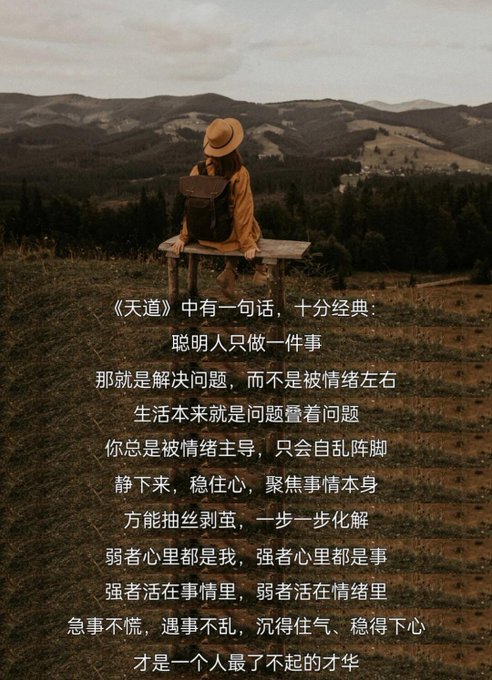 《天道》中有一句话，十分经典：
聪明人只做一件事
那就是解决问题，而不是被情绪左右
生活本来就是问题叠着问题
你总是被情绪主导，只会自乱阵脚
静下来，稳住心，聚焦事情本身
方能抽丝剥茧，一步一步化解
弱者心里都是我，强者心里都是事
强者活在事情里，弱者活在情绪里
急事不慌，遇事不乱，沉得住气、稳得下心
才是一个人最了不起的才华